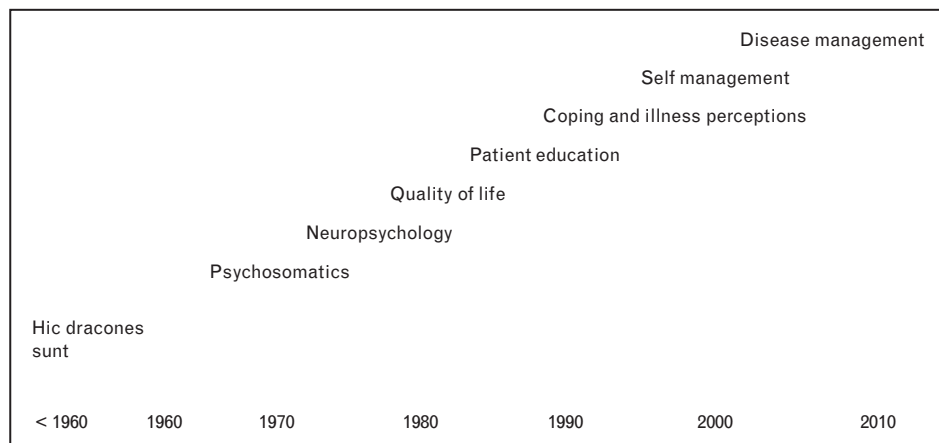 Disease management
Self management
Coping and illness perceptions
Patient education
Quality of life
Neuropsychology
Psychosomatics
Hic dracones
sunt
< 1960 1960 1970 1980 1990 2000 2010